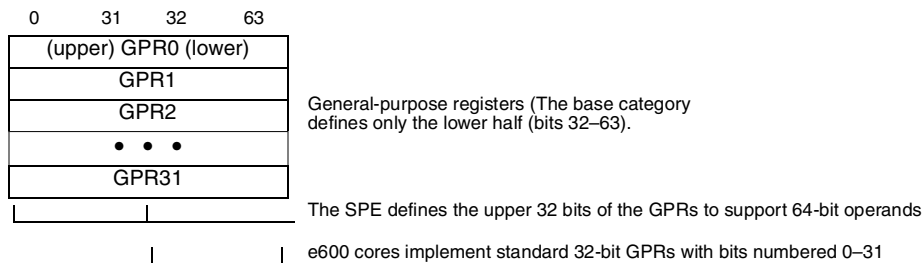 0 31 32 63
(upper) GPR0 (lower)
GPR1
GPR2
• • •
GPR31
General-purpose registers (The base category
defines only the lower half (bits 32–63).
The SPE defines the upper 32 bits of the GPRs to support 64-bit operands
e600 cores implement standard 32-bit GPRs with bits numbered 0–31